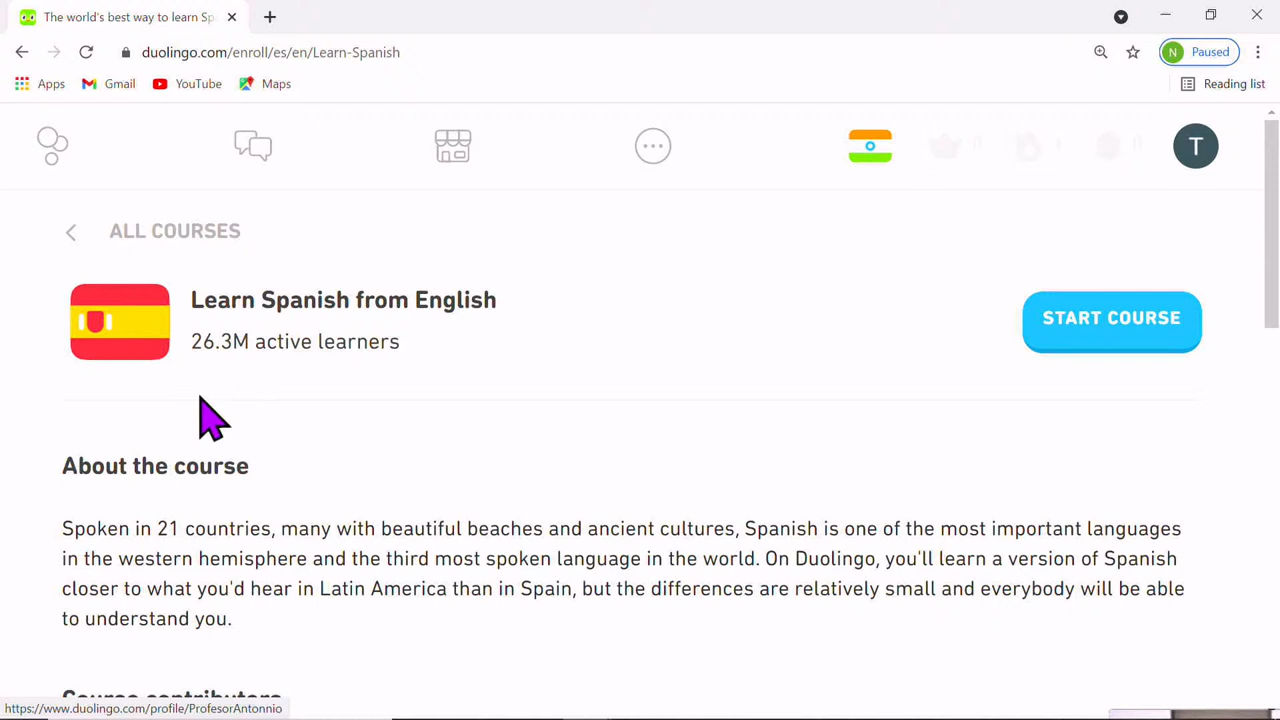 The world's best way to learn Sp
duolingo.com/enroll/es/en/Learn-Spanish
N Paused
Apps Gmail YouTube Maps Reading list
T
ALL COURSES
Learn Spanish from English
26.3M active learners
START COURSE
About the course
Spoken in 21 countries, many with beautiful beaches and ancient cultures, Spanish is one of the most important languages
in the western hemisphere and the third most spoken language in the world. On Duolingo, you'll learn a version of Spanish
closer to what you'd hear in Latin America than in Spain, but the differences are relatively small and everybody will be able
to understand you.
Course contributors
https://www.duolingo.com/profile/ProfesorAntonnio